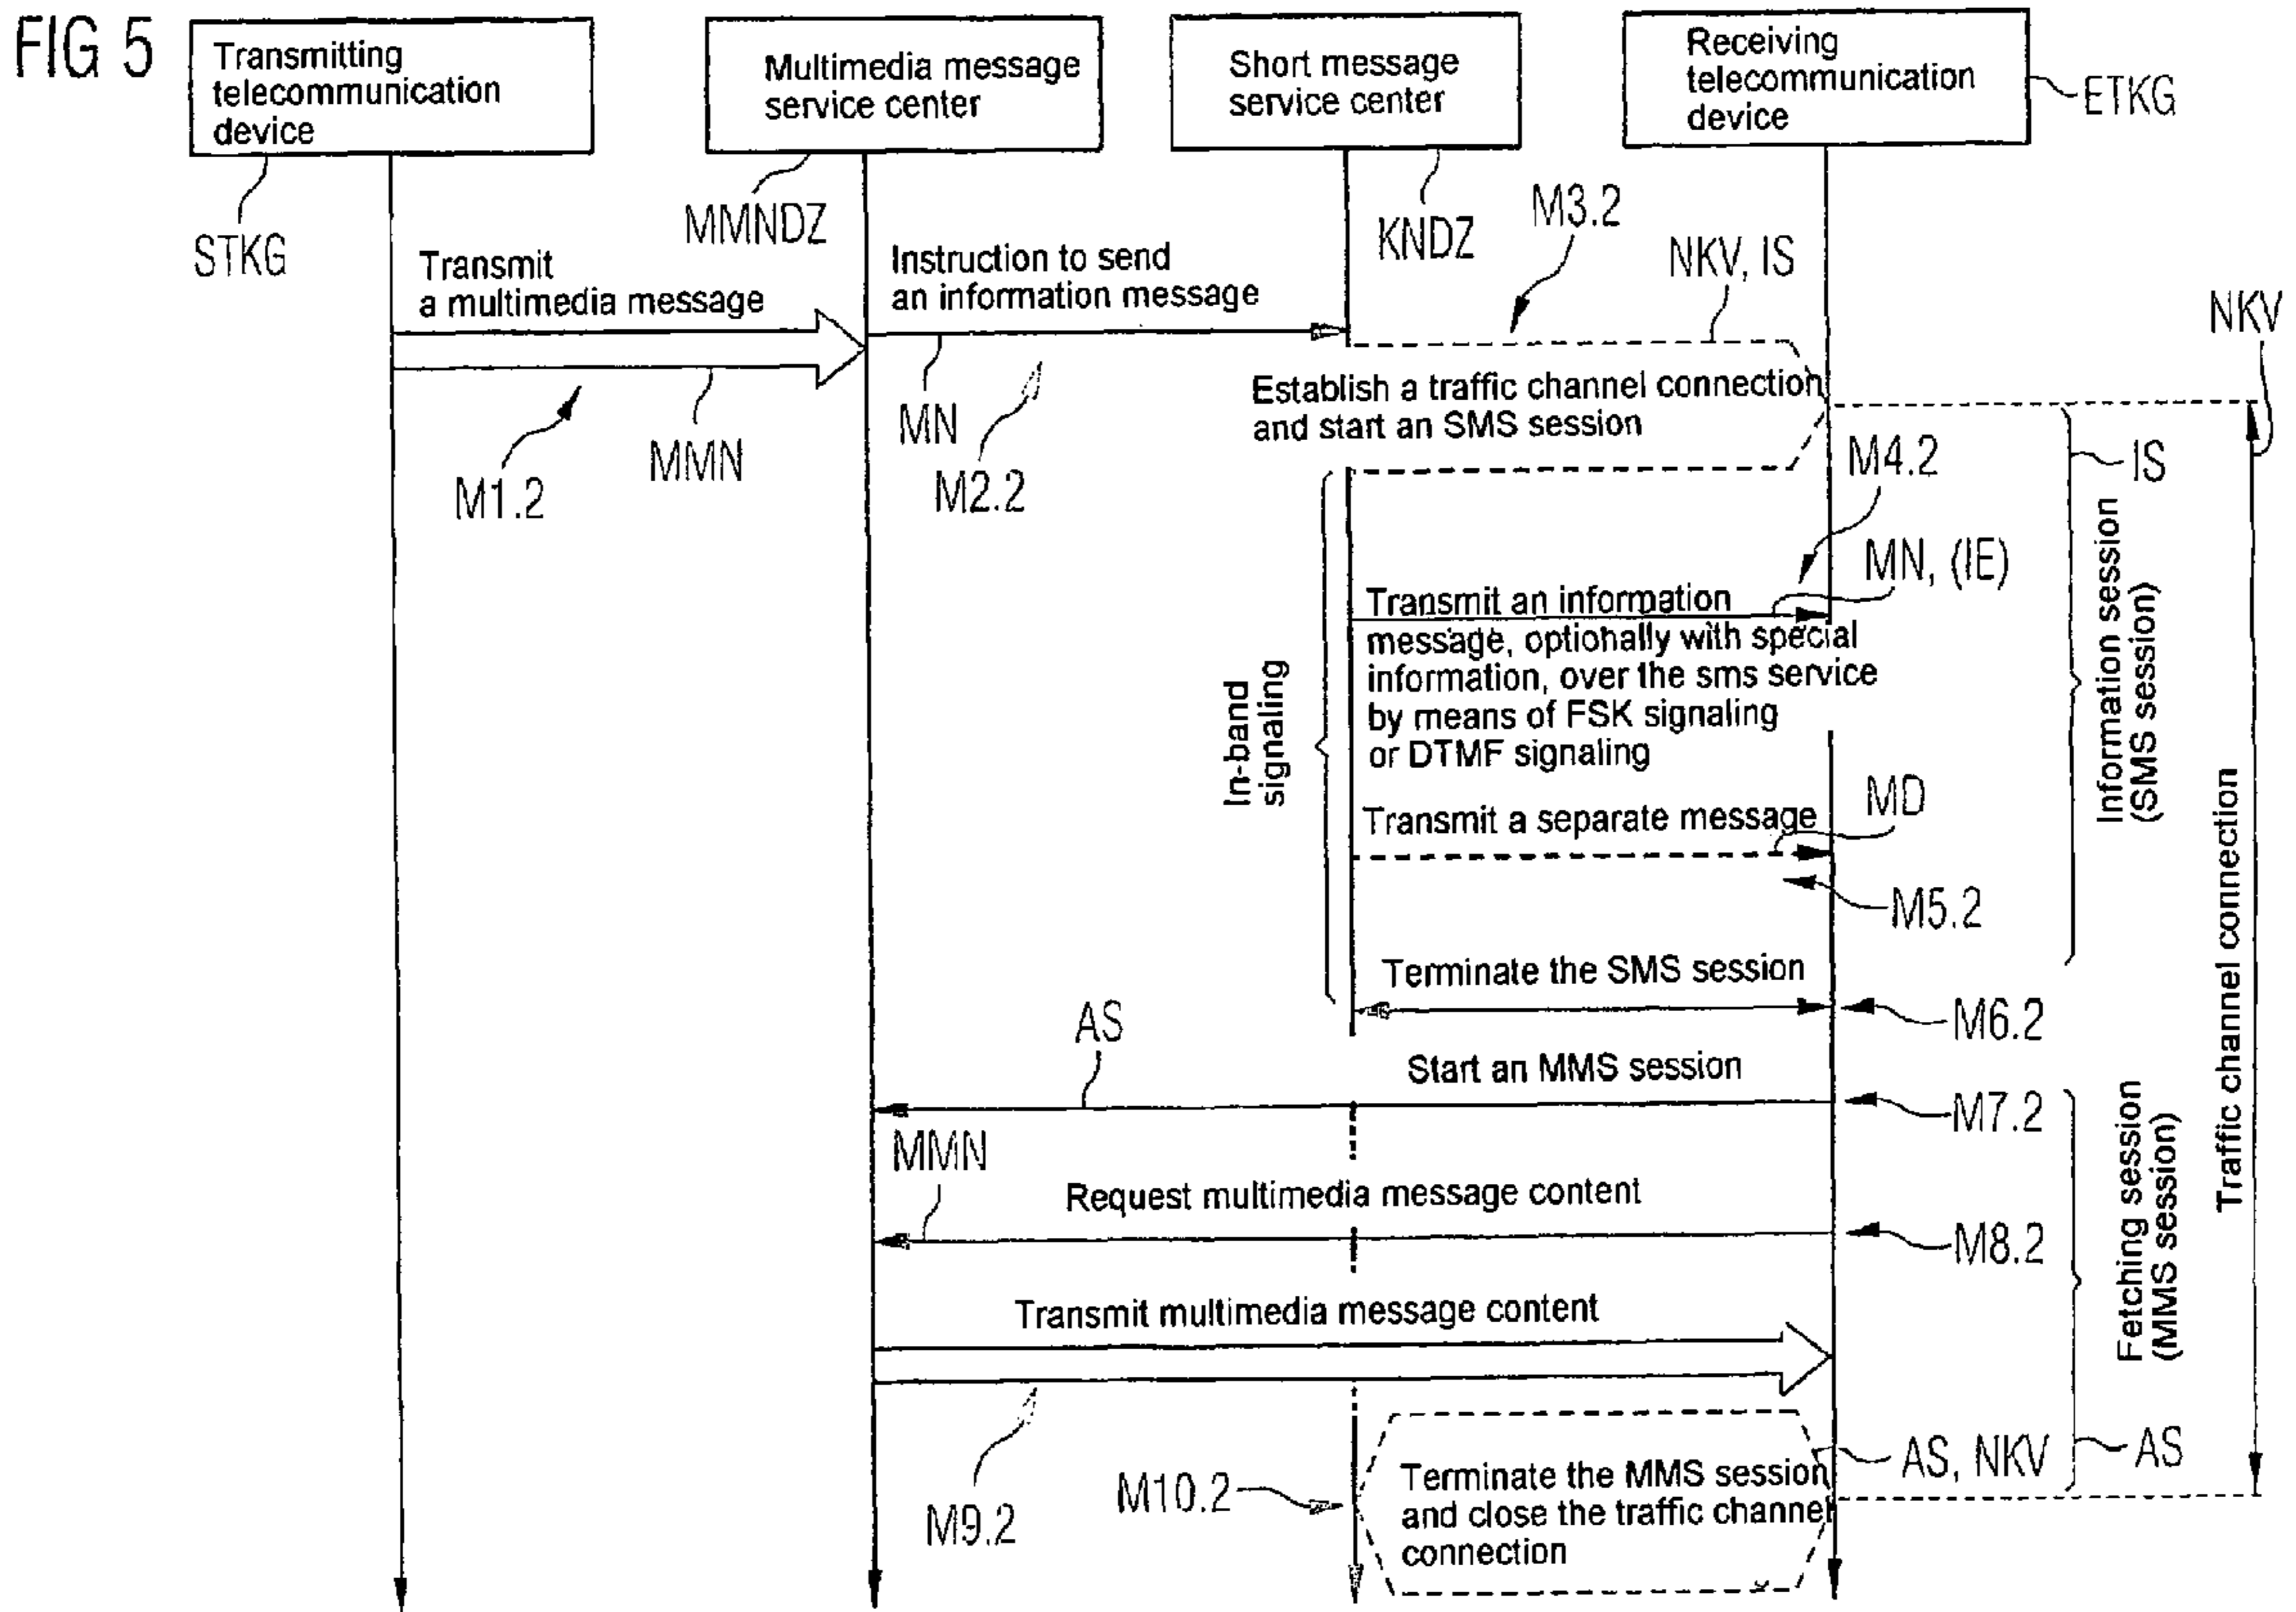 FIG 5
Transmitting
telecommunication
device
Multimedia message
service center
Short message
service center
Receiving
telecommunication
device
ETKG
STKG
MMNDZ
KNDZ
M3.2
NKV, IS
NKV
Transmit
a multimedia message
Instruction to send
an information message
MMN
M1.2
MN
M2.2
Establish a traffic channel connection
and start an SMS session
IS
M4.2
MN, (IE)
Transmit an information
message, optionally with special
information, over the sms service
by means of FSK signaling
or DTMF signaling
In-band
signaling
Information session
(SMS session)
Transmit a separate message
MD
M5.2
Traffic channel connection
Terminate the SMS session
M6.2
AS
Start an MMS session
M7.2
MMN
Request multimedia message content
M8.2
Fetching session
(MMS session)
Transmit multimedia message content
M9.2
M10.2
Terminate the MMS session
and close the traffic channel
connection
AS, NKV
AS